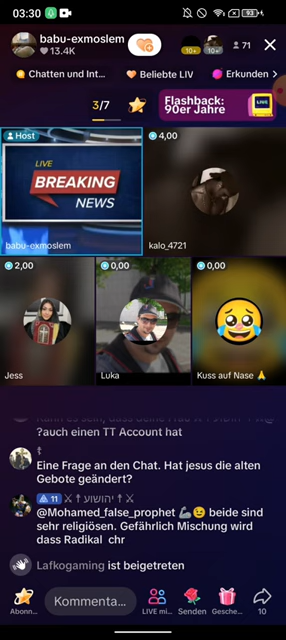 03:30
93
babu-exmoslem
13.4K
10+
10+
71
Chatten und Int...
Beliebte LIV
Erkunden
3/7
Flashback:
90er Jahre
LIVE
Host
4,00
LIVE
BREAKING
NEWS
babu-exmoslem
kalo_4721
2,00
0,00
0,00
Jess
Luka
Kuss auf Nase 🙏
?auch einen TT Account hat
Eine Frage an den Chat. Hat jesus die alten
Gebote geändert?
11 ⚔ † יהושוע † ⚔
@Mohamed_false_prophet 💪😉 beide sind
sehr religiösen. Gefährlich Mischung wird
dass Radikal chr
Lafkogaming ist beigetreten
Abonn...
Kommenta...
LIVE mi...
Senden
Gesche...
10